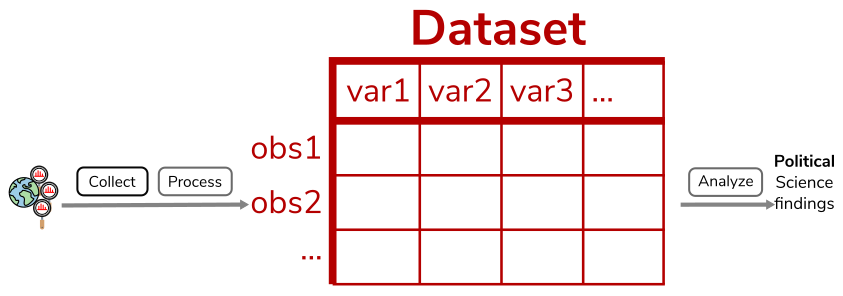 Dataset
var1 var2 var3 ...
obs1
obs2
...
Collect
Process
Analyze
Political
Science
findings